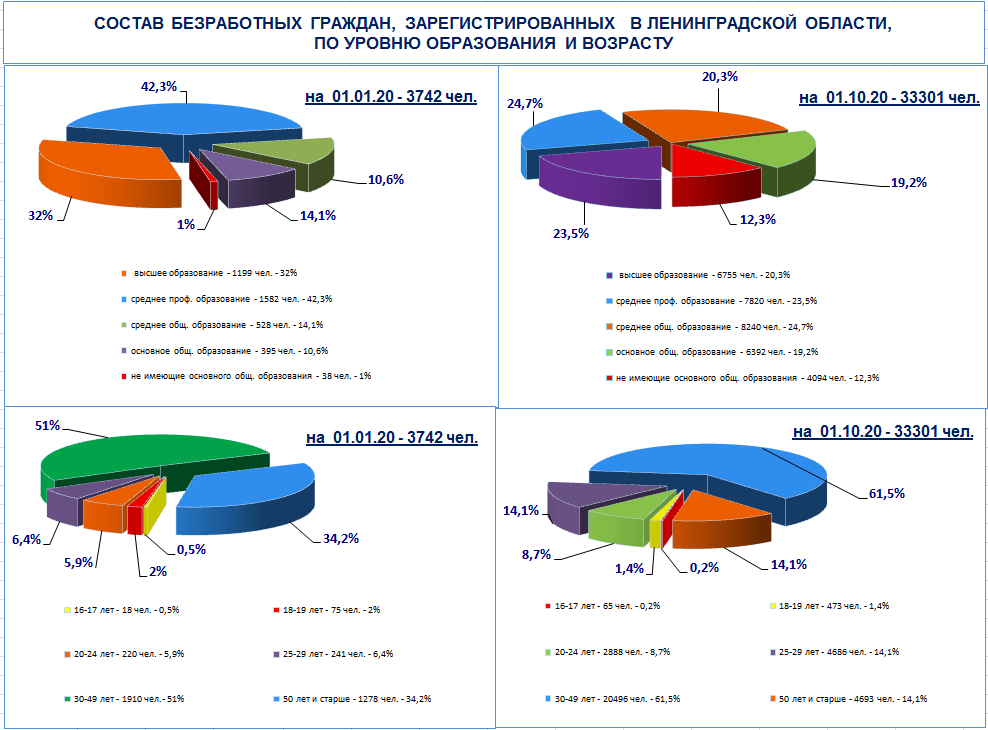 СОСТАВ БЕЗРАБОТНЫХ ГРАЖДАН, ЗАРЕГИСТРИРОВАННЫХ В ЛЕНИНГРАДСКОЙ ОБЛАСТИ,
ПО УРОВНЮ ОБРАЗОВАНИЯ И ВОЗРАСТУ
на 01.01.20 - 3742 чел.
42,3%
10,6%
14,1%
1%
32%
высшее образование - 1199 чел. - 32%
среднее проф. образование - 1582 чел. - 42,3%
среднее общ. образование - 528 чел. - 14,1%
основное общ. образование - 395 чел. - 10,6%
не имеющие основного общ. образования - 38 чел. - 1%
на 01.10.20 - 33301 чел.
20,3%
24,7%
19,2%
12,3%
23,5%
высшее образование - 6755 чел. - 20,3%
среднее проф. образование - 7820 чел. - 23,5%
среднее общ. образование - 8240 чел. - 24,7%
основное общ. образование - 6392 чел. - 19,2%
не имеющие основного общ. образования - 4094 чел. - 12,3%
на 01.01.20 - 3742 чел.
51%
34,2%
0,5%
2%
5,9%
6,4%
16-17 лет - 18 чел. - 0,5%
18-19 лет - 75 чел. - 2%
20-24 лет - 220 чел. - 5,9%
25-29 лет - 241 чел. - 6,4%
30-49 лет - 1910 чел.- 51%
50 лет и старше - 1278 чел. - 34,2%
на 01.10.20 - 33301 чел.
61,5%
14,1%
8,7%
1,4%
0,2%
14,1%
16-17 лет - 65 чел. - 0,2%
18-19 лет - 473 чел. - 1,4%
20-24 лет - 2888 чел. - 8,7%
25-29 лет - 4686 чел. - 14,1%
30-49 лет - 20496 чел. - 61,5%
50 лет и старше - 4693 чел. - 14,1%